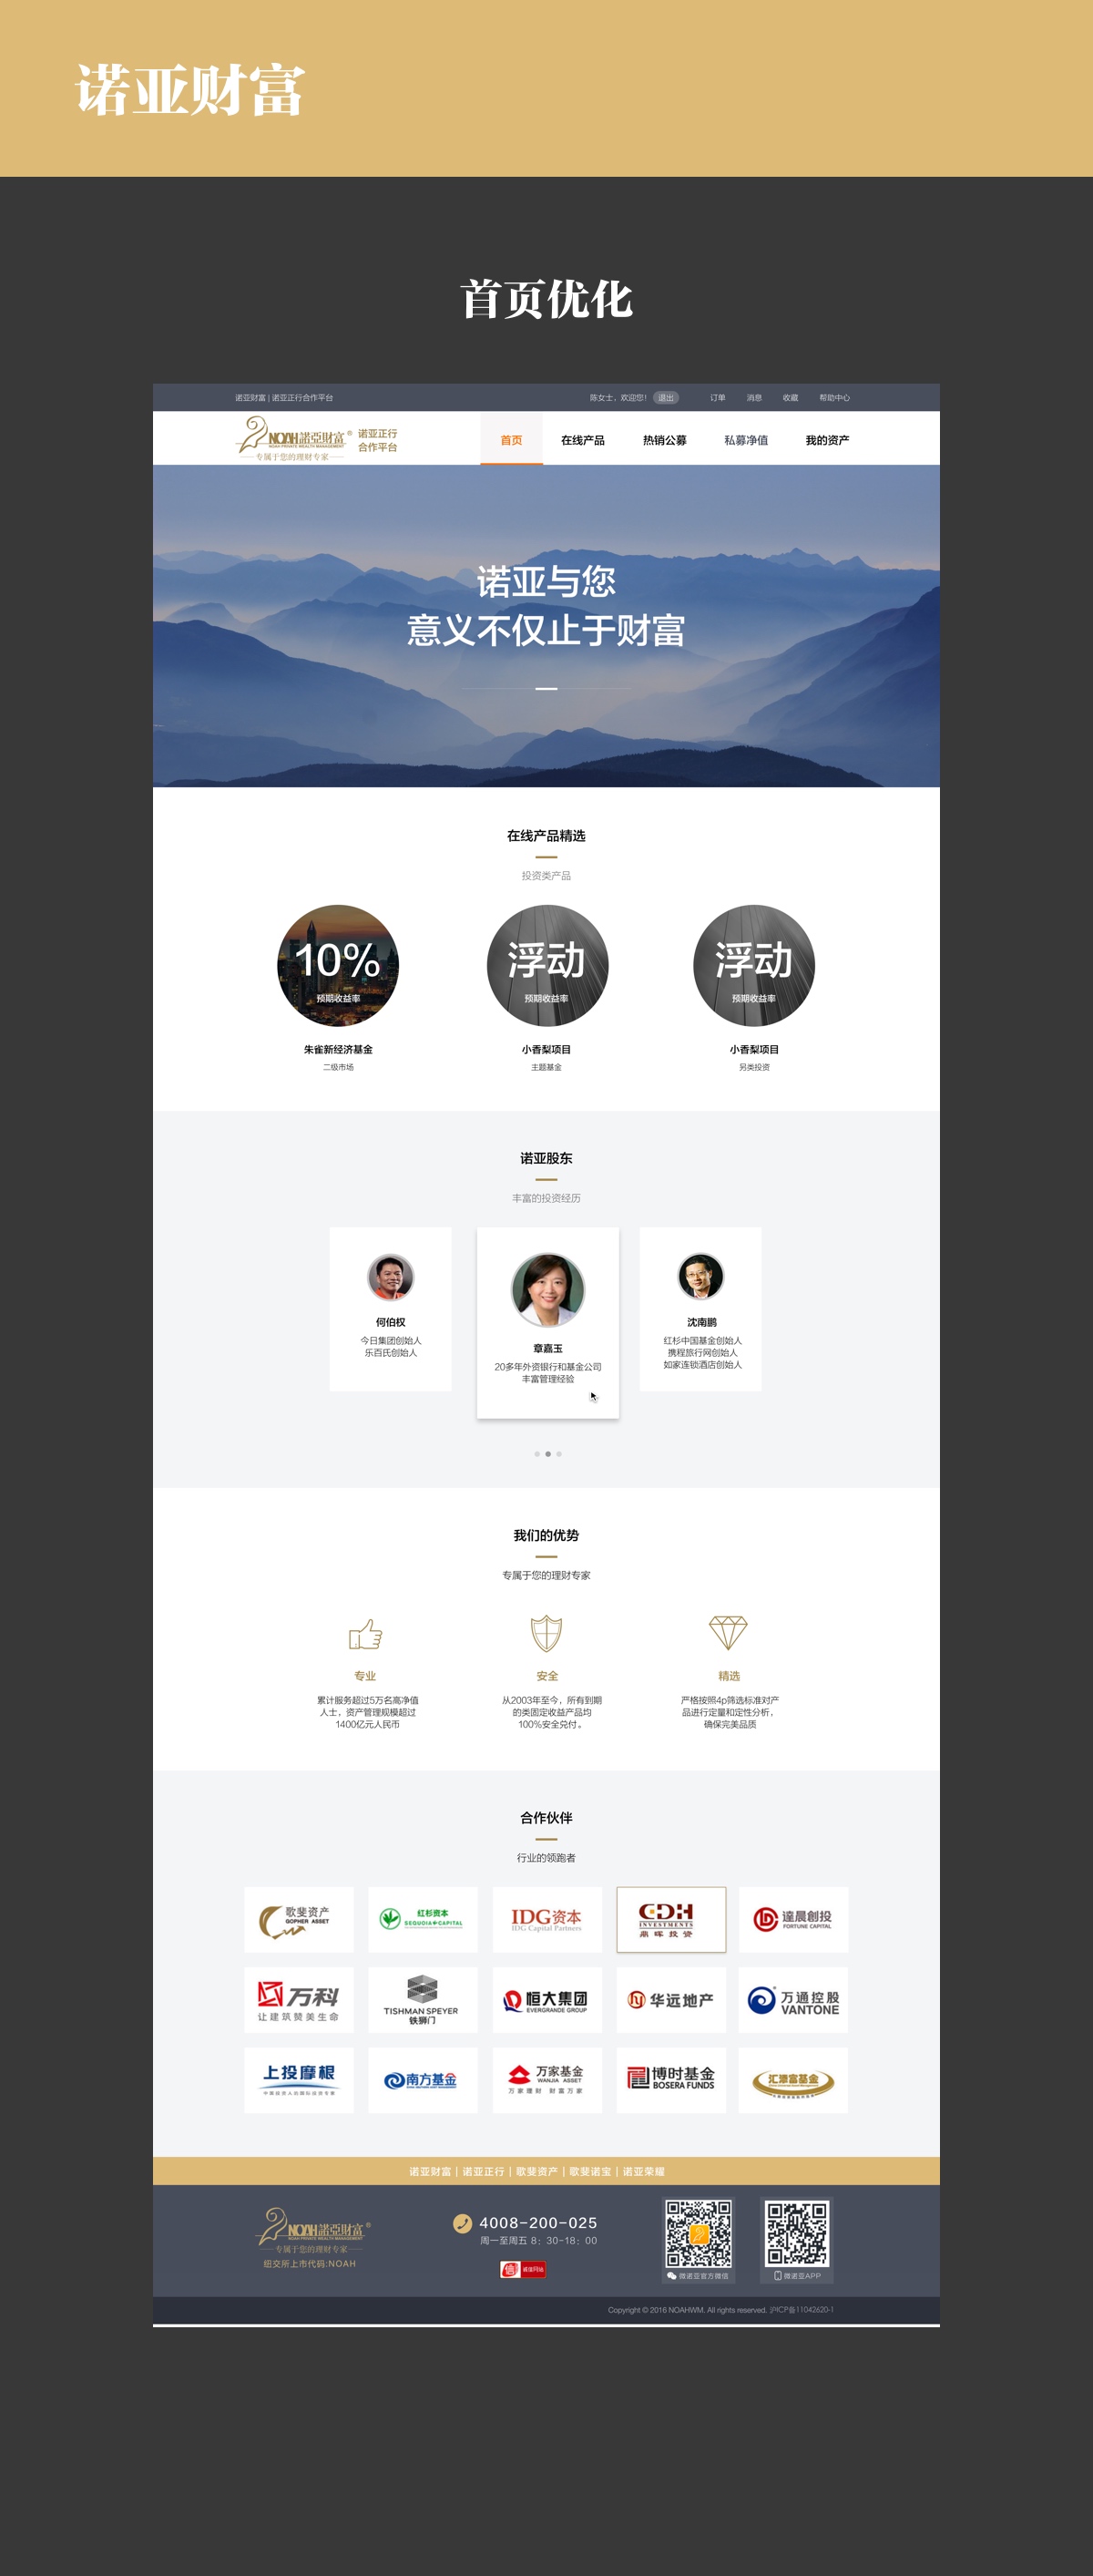 诺亚财富
首页优化
诺亚财富 | 诺亚正行合作平台
陈女士，欢迎您！ 退出 订单 消息 收藏 帮助中心
NOAH諾亞財富®
NOAH PRIVATE WEALTH MANAGEMENT
专属于您的理财专家
诺亚正行
合作平台
首页 在线产品 热销公募 私募净值 我的资产
诺亚与您
意义不仅止于财富
在线产品精选
投资类产品
10% 浮动 浮动
预期收益率 预期收益率 预期收益率
朱雀新经济基金 小香梨项目 小香梨项目
二级市场 主题基金 另类投资
诺亚股东
丰富的投资经历
何伯权
今日集团创始人
乐百氏创始人
章嘉玉
20多年外资银行和基金公司
丰富管理经验
沈南鹏
红杉中国基金创始人
携程旅行网创始人
如家连锁酒店创始人
我们的优势
专属于您的理财专家
专业
累计服务超过5万名高净值
人士，资产管理规模超过
1400亿元人民币
安全
从2003年至今，所有到期
的类固定收益产品均
100%安全兑付。
精选
严格按照4p筛选标准对产
品进行定量和定性分析，
确保完美品质
合作伙伴
行业的领跑者
歌斐资产
GOPHER ASSET
红杉资本
SEQUOIA CAPITAL
IDG资本
IDG Capital Partners
CDH
INVESTMENTS
鼎晖投资
達晨創投
FORTUNE CAPITAL
万科
让建筑赞美生命
TISHMAN SPEYER
铁狮门
恒大集团
EVERGRANDE GROUP
华远地产
万通控股
VANTONE
上投摩根
南方基金
万家基金
WANJIA ASSET
万家理财 财富万家
博时基金
BOSERA FUNDS
汇添富基金
诺亚财富 | 诺亚正行 | 歌斐资产 | 歌斐诺宝 | 诺亚荣耀
NOAH諾亞財富®
NOAH PRIVATE WEALTH MANAGEMENT
专属于您的理财专家
纽交所上市代码:NOAH
4008-200-025
周一至周五 8：30-18：00
信 诚信网站
微诺亚官方微信
微诺亚APP
Copyright © 2016 NOAHWM. All rights reserved. 沪ICP备11042620-1